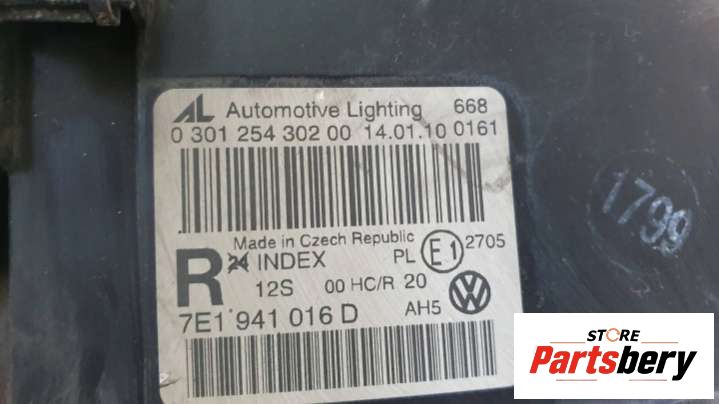 AL Automotive Lighting 668
0 301 254 302 00 14.01.10 0161
Made in Czech Republic
R 24 INDEX PL E1 2705
12S 00 HC/R 20
7E1 941 016 D AH5
1799
STORE
Partsbery